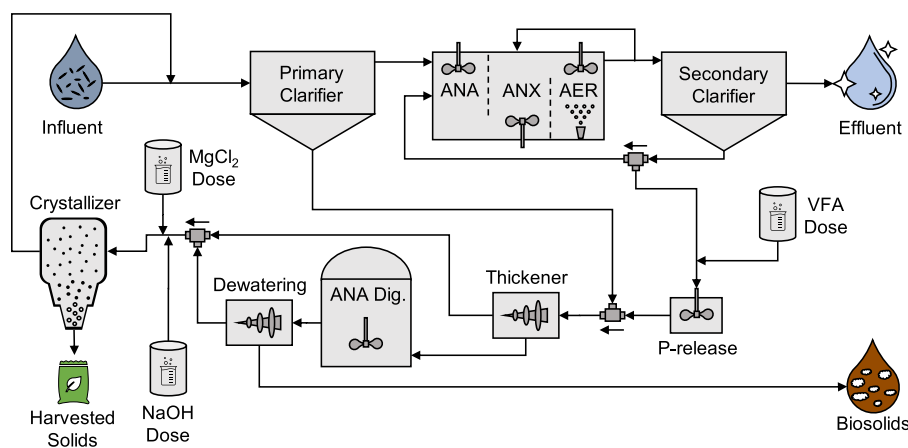 Influent
Primary
Clarifier
ANA
ANX
AER
Secondary
Clarifier
Effluent
MgCl₂
Dose
Crystallizer
VFA
Dose
Dewatering
ANA Dig.
Thickener
P-release
Harvested
Solids
NaOH
Dose
Biosolids